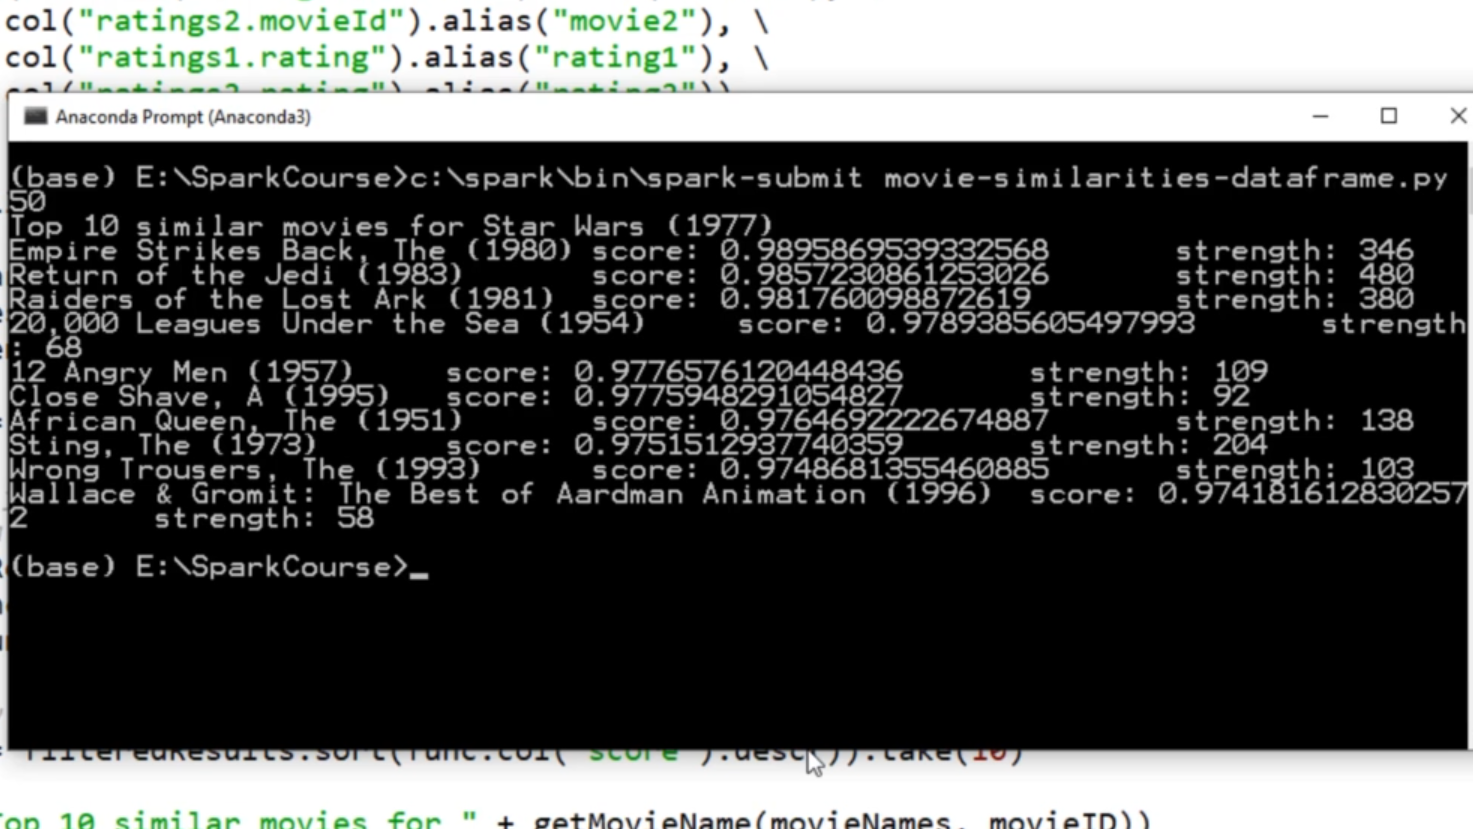 col("ratings2.movieId").alias("movie2"), \
col("ratings1.rating").alias("rating1"), \
col("ratings2.rating").alias("rating2"))
Anaconda Prompt (Anaconda3)
(base) E:\SparkCourse>c:\spark\bin\spark-submit movie-similarities-dataframe.py
50
Top 10 similar movies for Star Wars (1977)
Empire Strikes Back, The (1980) score: 0.9895869539332568 strength: 346
Return of the Jedi (1983) score: 0.9857230861253026 strength: 480
Raiders of the Lost Ark (1981) score: 0.981760098872619 strength: 380
20,000 Leagues Under the Sea (1954) score: 0.9789385605497993 strength
: 68
12 Angry Men (1957) score: 0.9776576120448436 strength: 109
Close Shave, A (1995) score: 0.9775948291054827 strength: 92
African Queen, The (1951) score: 0.9764692222674887 strength: 138
Sting, The (1973) score: 0.9751512937740359 strength: 204
Wrong Trousers, The (1993) score: 0.9748681355460885 strength: 103
Wallace & Gromit: The Best of Aardman Animation (1996) score: 0.974181612830257
2 strength: 58
(base) E:\SparkCourse>_
= filteredResults.sort(func.col("score").desc()).take(10)
Top 10 similar movies for " + getMovieName(movieNames, movieID))